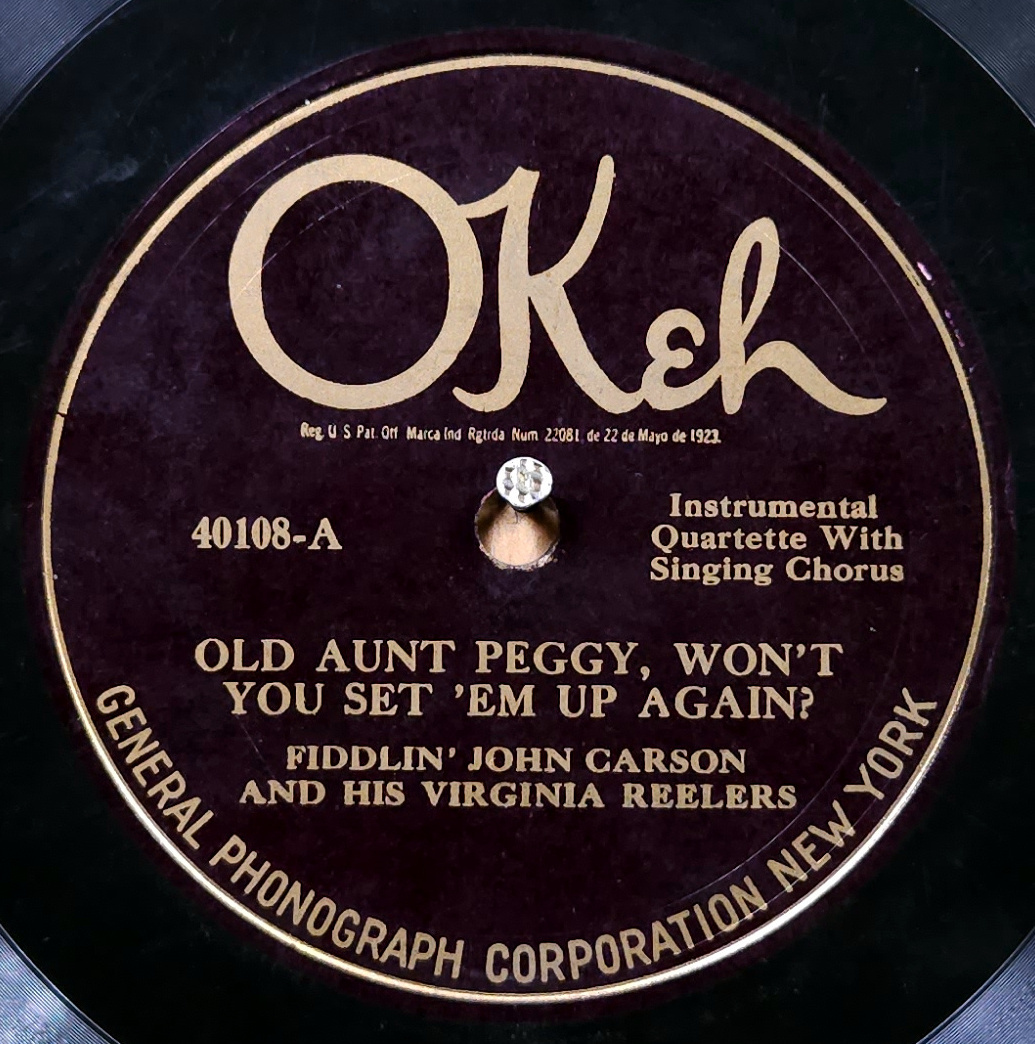 OKeh
Reg. U S Pat. Off Marca Ind Rgtrda Num 22081. de 22 de Mayo de 1923.
40108-A
Instrumental
Quartette With
Singing Chorus
OLD AUNT PEGGY, WON'T
YOU SET 'EM UP AGAIN?
FIDDLIN' JOHN CARSON
AND HIS VIRGINIA REELERS
GENERAL PHONOGRAPH CORPORATION NEW YORK